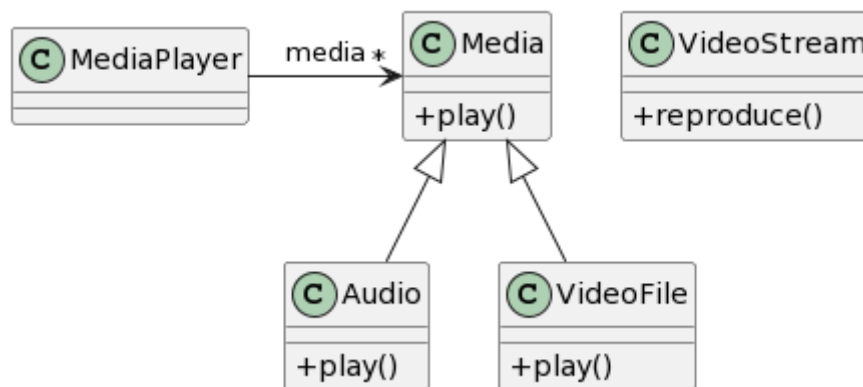 C MediaPlayer
media *
C Media
+play()
C VideoStream
+reproduce()
C Audio
+play()
C VideoFile
+play()